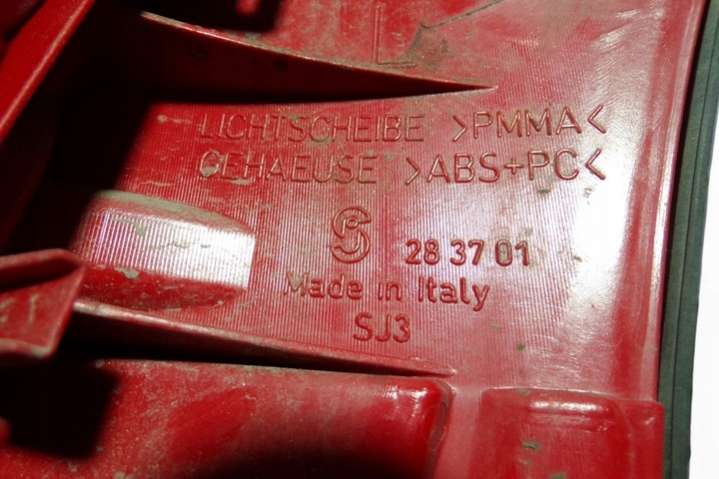 L
LICHTSCHEIBE >PMMA<
GEHAEUSE >ABS+PC<
28 37 01
Made in Italy
SJ3